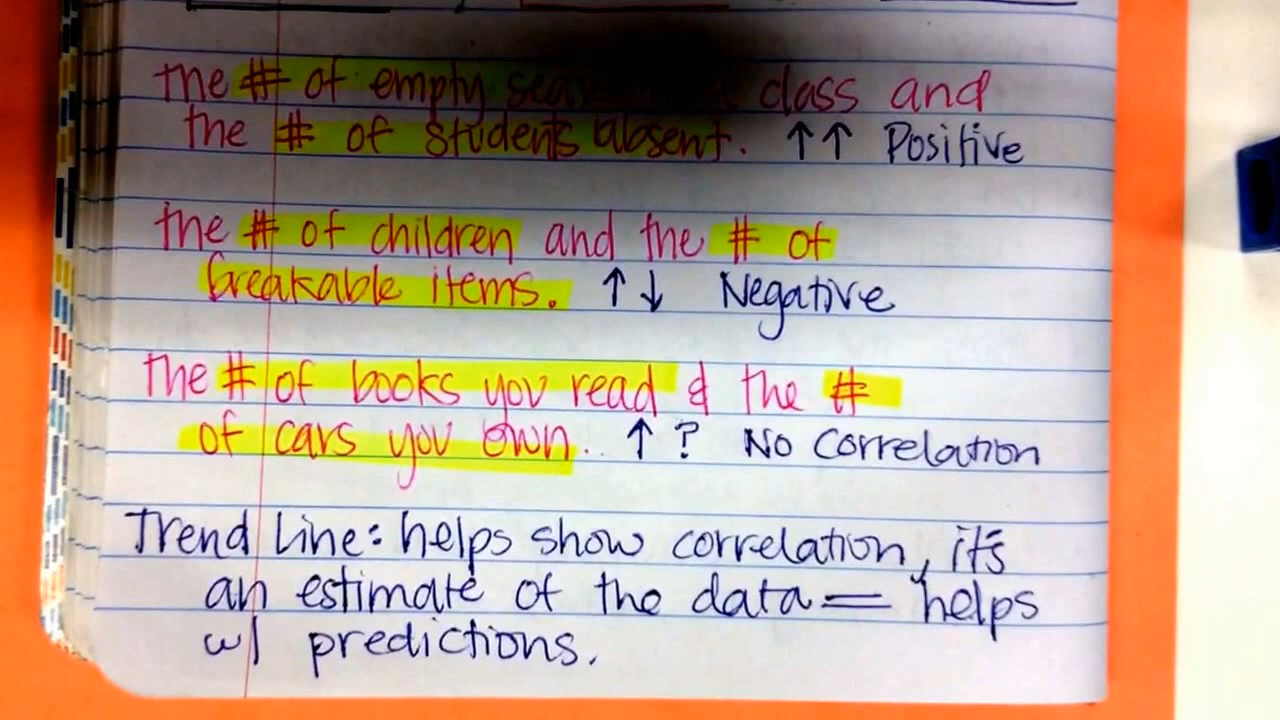 the # of empty class and
the # of students absent. ↑↑ Positive
the # of children and the # of
breakable items. ↑↓ Negative
The # of books you read & the #
of cars you own. ↑ ? No Correlation
Trend Line: helps show correlation, it's
an estimate of the data = helps
w/ predictions.